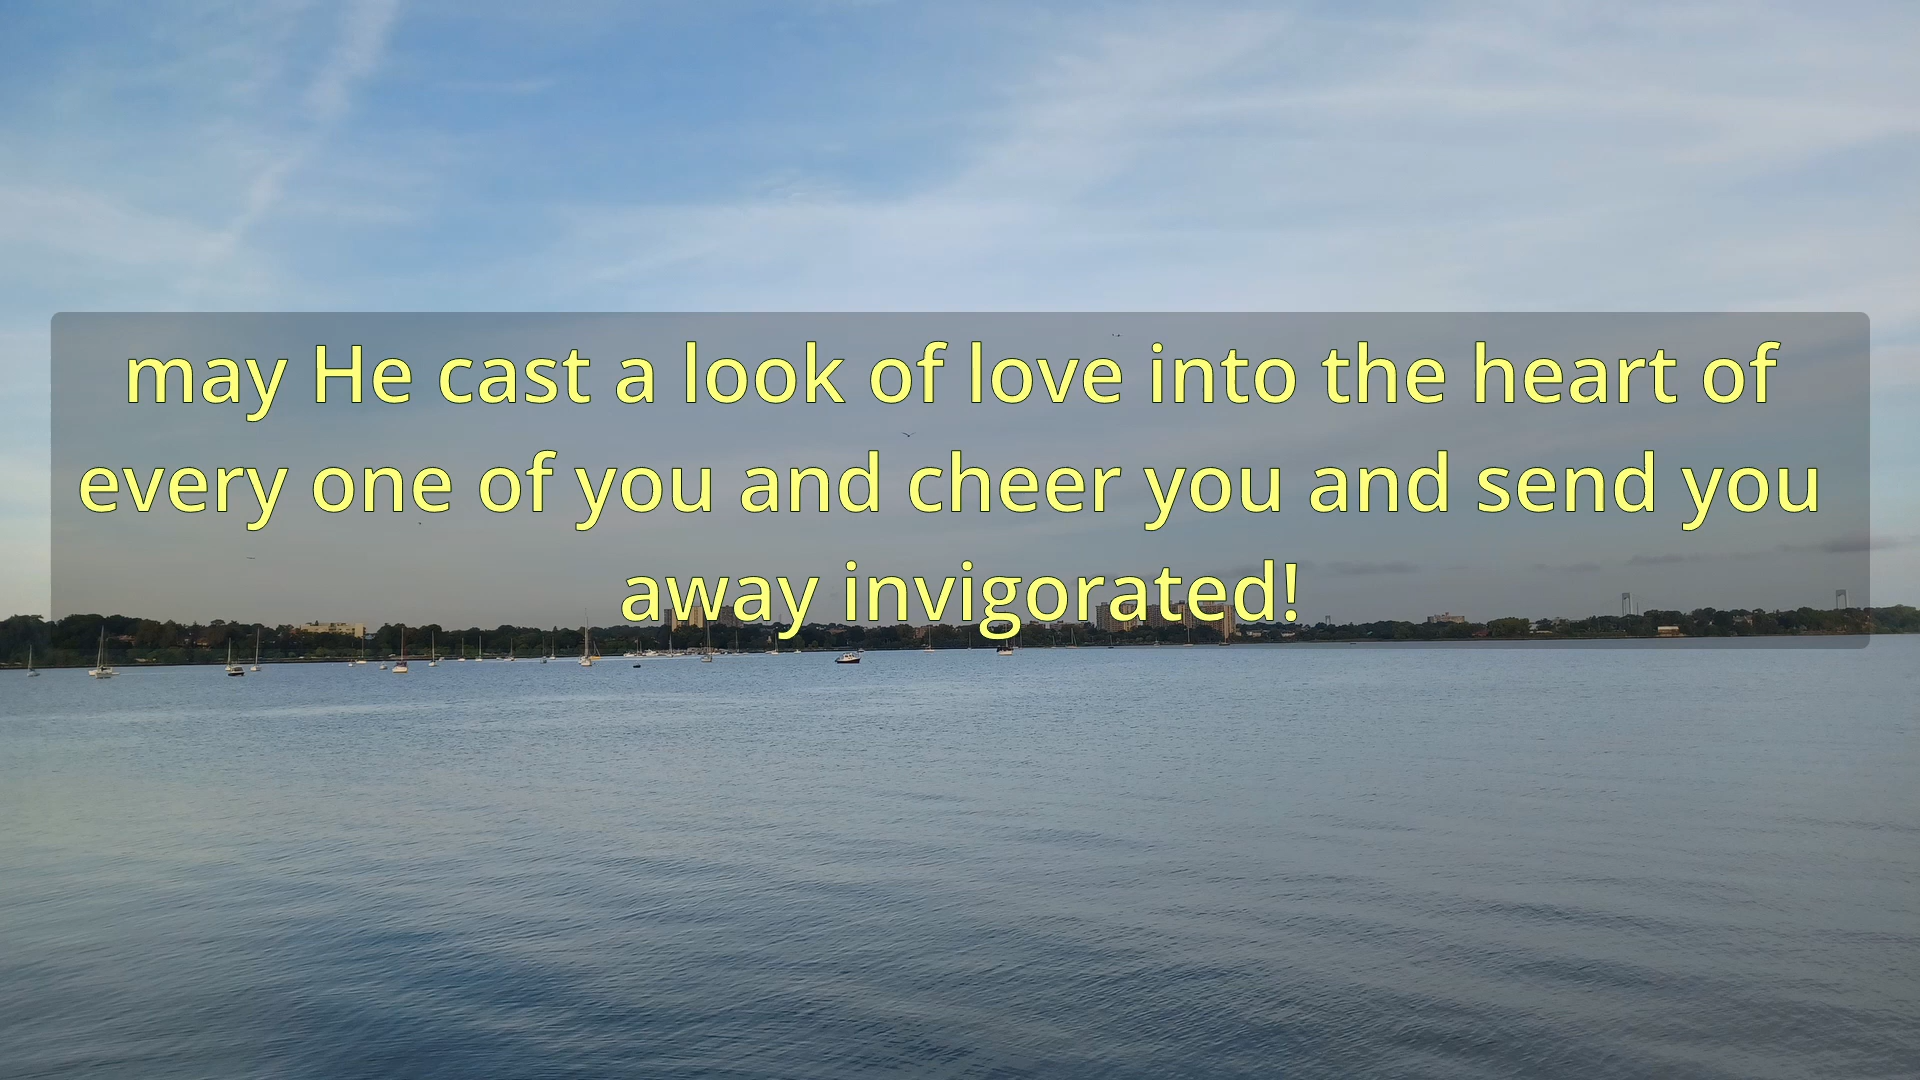 may He cast a look of love into the heart of
every one of you and cheer you and send you
away invigorated!